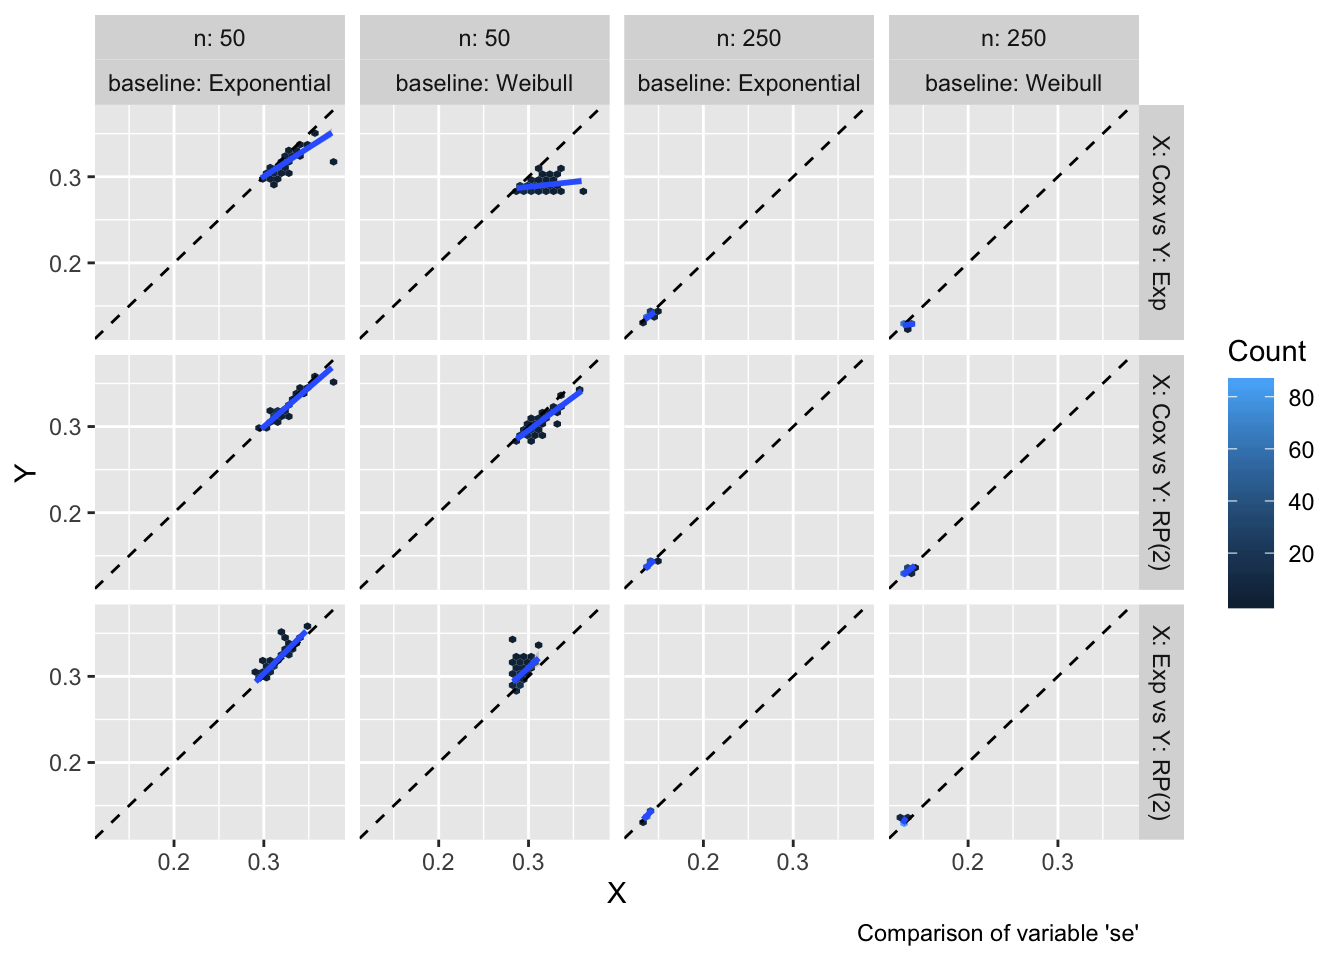 n: 50
n: 50
n: 250
n: 250
baseline: Exponential
baseline: Weibull
baseline: Exponential
baseline: Weibull
0.3
0.2
X: Cox vs Y: Exp
0.3
0.2
X: Cox vs Y: RP(2)
0.3
0.2
X: Exp vs Y: RP(2)
Y
0.2
0.3
0.2
0.3
0.2
0.3
0.2
0.3
X
Count
80
60
40
20
Comparison of variable 'se'